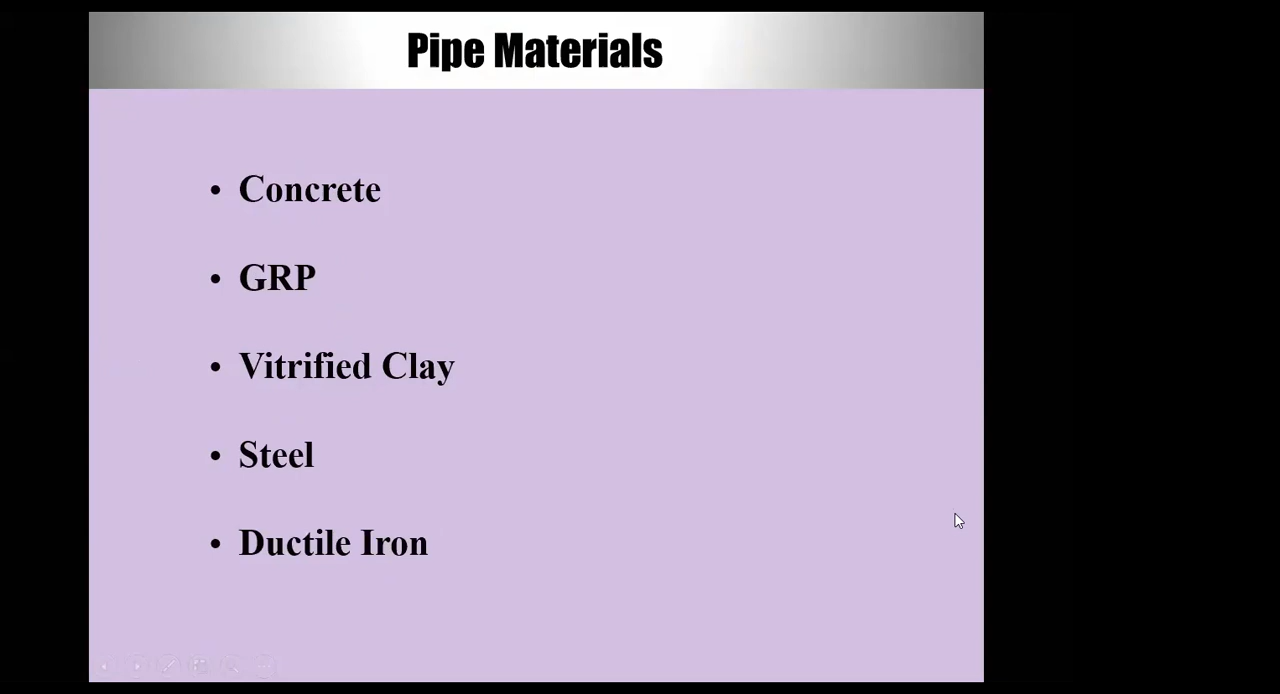 Pipe Materials
• Concrete
• GRP
• Vitrified Clay
• Steel
• Ductile Iron